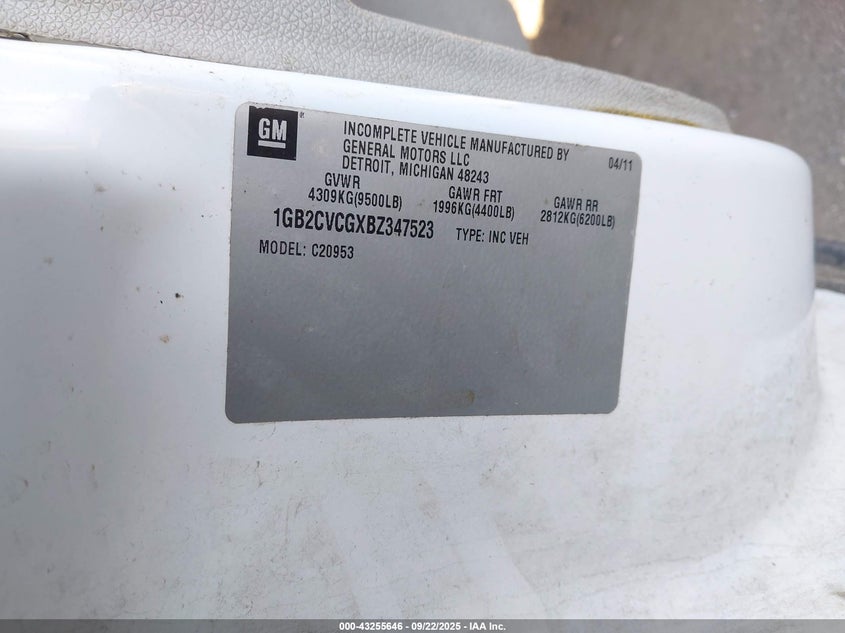 GM
INCOMPLETE VEHICLE MANUFACTURED BY
GENERAL MOTORS LLC
DETROIT, MICHIGAN 48243
04/11
GVWR GAWR FRT GAWR RR
4309KG(9500LB) 1996KG(4400LB) 2812KG(6200LB)
1GB2CVCGXBZ347523 TYPE: INC VEH
MODEL: C20953
000-43255646 - 09/22/2025 - IAA Inc.